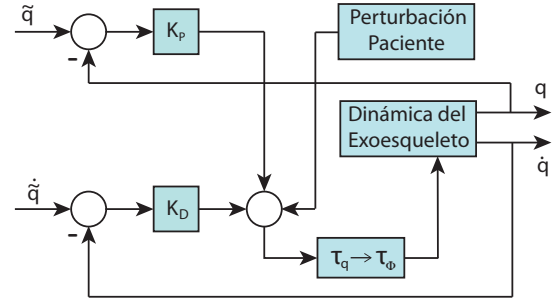 q̃
K_P
Perturbación
Paciente
-
q
Dinámica del
Exoesqueleto
q̇
q̃̇
K_D
-
τ_q → τ_Φ